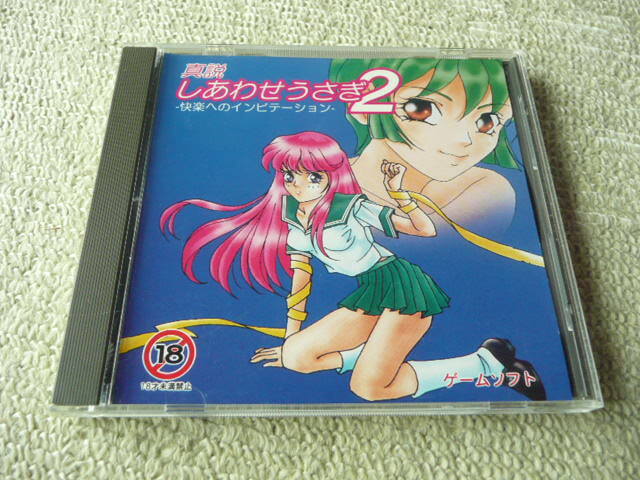 真説
しあわせうさぎ2
-快楽へのインビテーション-
18
18才未満禁止
ゲームソフト